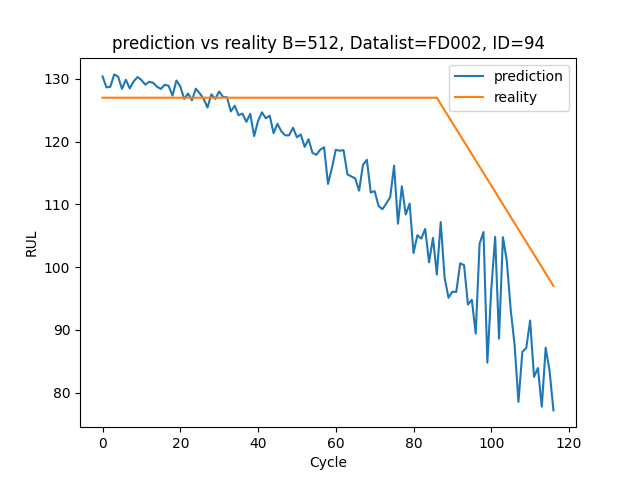 prediction vs reality B=512, Datalist=FD002, ID=94
prediction
reality
130
120
110
100
90
80
RUL
0 20 40 60 80 100 120
Cycle